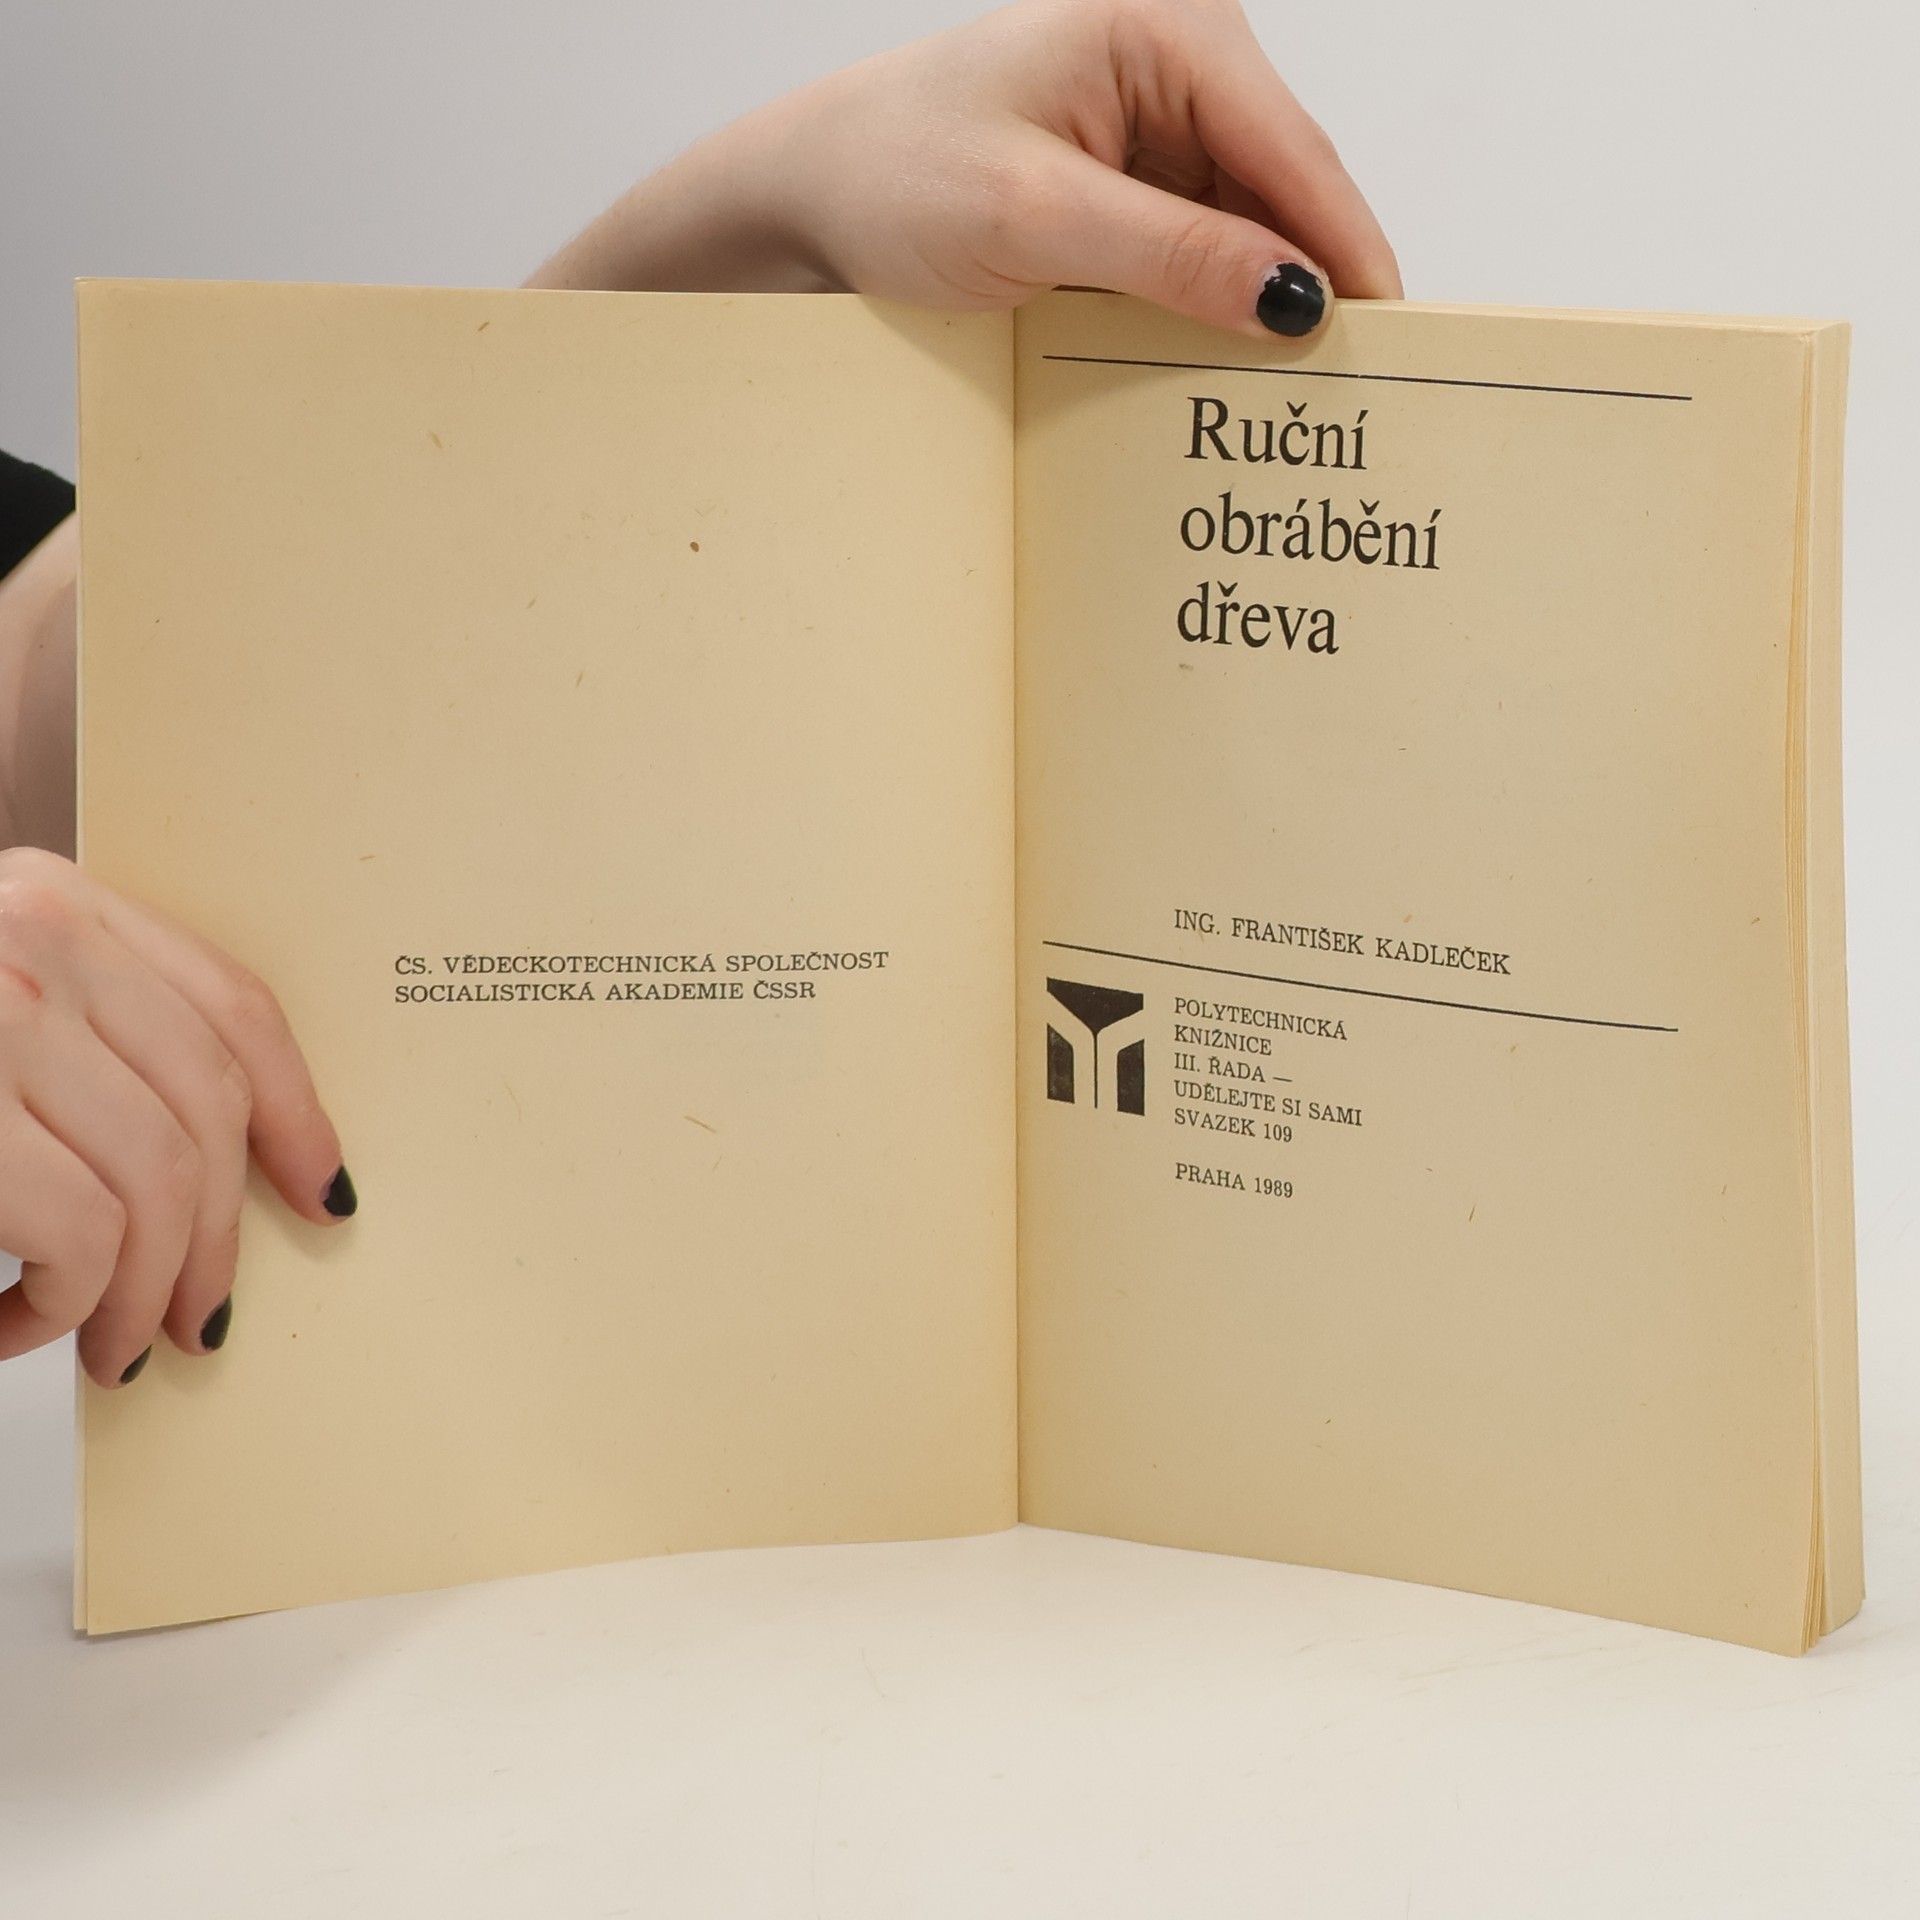 ČS. VĚDECKOTECHNICKÁ SPOLEČNOST
SOCIALISTICKÁ AKADEMIE ČSSR
Ruční
obrábění
dřeva
ING. FRANTIŠEK KADLEČEK
POLYTECHNICKÁ
KNIŽNICE
III. ŘADA —
UDĚLEJTE SI SAMI
SVAZEK 109
PRAHA 1989